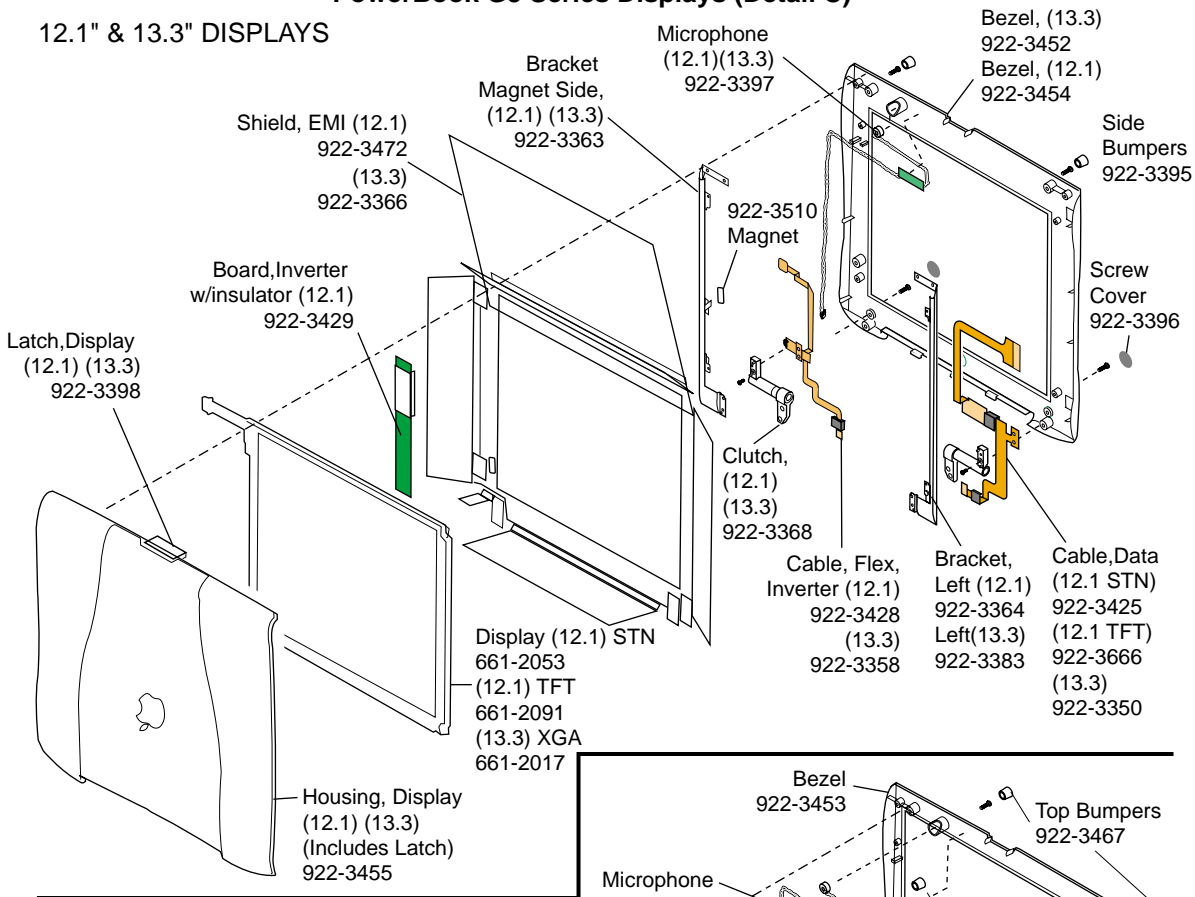 PowerBook G3 Series Displays (Detail C)
12.1" & 13.3" DISPLAYS
Microphone
(12.1)(13.3)
922-3397
Bezel, (13.3)
922-3452
Bezel, (12.1)
922-3454
Bracket
Magnet Side,
(12.1) (13.3)
922-3363
Shield, EMI (12.1)
922-3472
(13.3)
922-3366
Side
Bumpers
922-3395
922-3510
Magnet
Board,Inverter
w/insulator (12.1)
922-3429
Screw
Cover
922-3396
Latch,Display
(12.1) (13.3)
922-3398
Clutch,
(12.1)
(13.3)
922-3368
Cable, Flex,
Inverter (12.1)
922-3428
(13.3)
922-3358
Bracket,
Left (12.1)
922-3364
Left(13.3)
922-3383
Cable,Data
(12.1 STN)
922-3425
(12.1 TFT)
922-3666
(13.3)
922-3350
Display (12.1) STN
661-2053
(12.1) TFT
661-2091
(13.3) XGA
661-2017
Housing, Display
(12.1) (13.3)
(Includes Latch)
922-3455
Bezel
922-3453
Top Bumpers
922-3467
Microphone